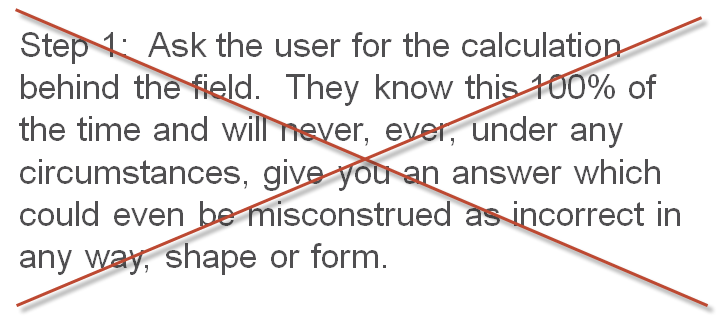 Step 1:  Ask the user for the calculation
behind the field.  They know this 100% of
the time and will never, ever, under any
circumstances, give you an answer which
could even be misconstrued as incorrect in
any way, shape or form.